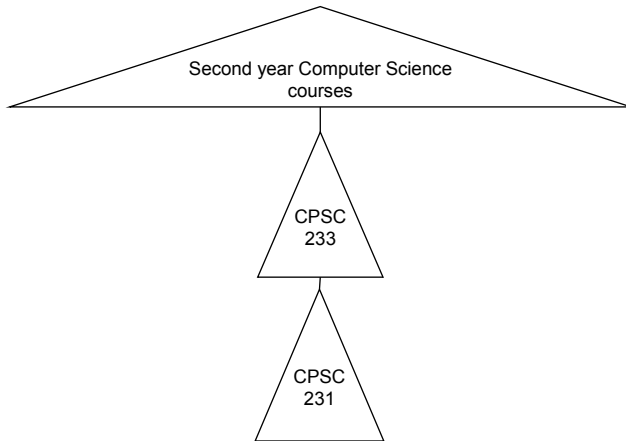 Second year Computer Science
courses
CPSC
233
CPSC
231